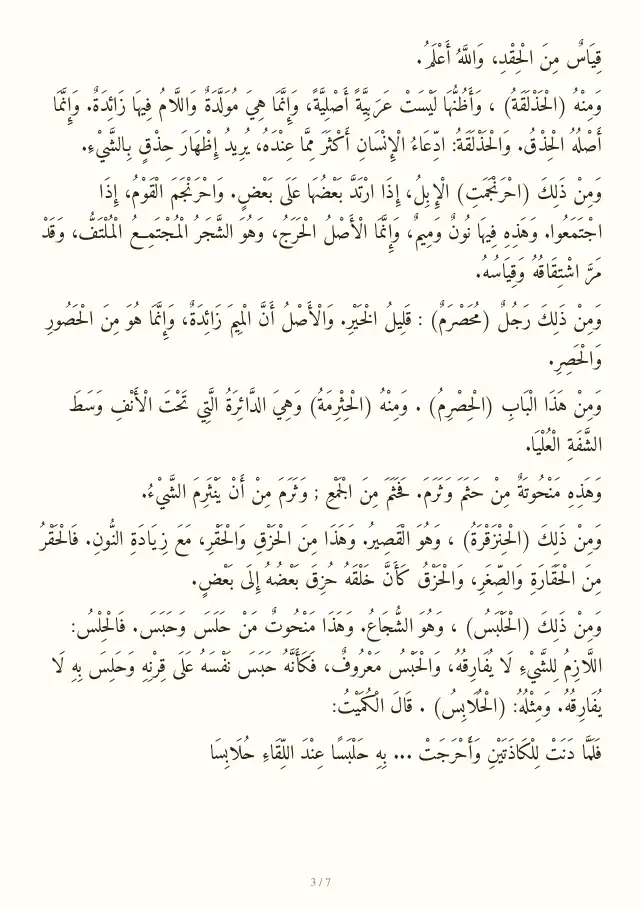 قِيَاسٌ مِنَ الْحِقْدِ، وَاللَّهُ أَعْلَمُ.
وَمِنْهُ (الْحَذْلَقَةُ) ، وَأَظُنُّهَا لَيْسَتْ عَرَبِيَّةً أَصْلِيَّةً، وَإِنَّمَا هِيَ مُوَلَّدَةٌ وَاللَّامُ فِيهَا زَائِدَةٌ. وَإِنَّمَا
أَصْلُهُ الْحِذْقُ. وَالْحَذْلَقَةُ: ادِّعَاءُ الْإِنْسَانِ أَكْثَرَ مِمَّا عِنْدَهُ، يُرِيدُ إِظْهَارَ حِذْقٍ بِالشَّيْءِ.
وَمِنْ ذَلِكَ (احْرَنْجَمَتِ) الْإِبِلُ، إِذَا ارْتَدَّ بَعْضُهَا عَلَى بَعْضٍ. وَاحْرَنْجَمَ الْقَوْمُ، إِذَا
اجْتَمَعُوا. وَهَذِهِ فِيهَا نُونٌ وَمِيمٌ، وَإِنَّمَا الْأَصْلُ الْحَرَجُ، وَهُوَ الشَّجَرُ الْمُجْتَمِعُ الْمُلْتَفُّ، وَقَدْ
مَرَّ اشْتِقَاقُهُ وَقِيَاسُهُ.
وَمِنْ ذَلِكَ رَجُلٌ (مُحَصْرَمٌ) : قَلِيلُ الْخَيْرِ. وَالْأَصْلُ أَنَّ الْمِيمَ زَائِدَةٌ، وَإِنَّمَا هُوَ مِنَ الْحَصُورِ
وَالْحَصِرِ.
وَمِنْ هَذَا الْبَابِ (الْحِصْرِمُ) . وَمِنْهُ (الْحِثْرِمَةُ) وَهِيَ الدَّائِرَةُ الَّتِي تَحْتَ الْأَنْفِ وَسَطَ
الشَّفَةِ الْعُلْيَا.
وَهَذِهِ مَنْحُوتَةٌ مِنْ حَثَمَ وَثَرَمَ. فَحَثَمَ مِنَ الْجَمْعِ ; وَثَرَمَ مِنْ أَنْ يَنْثَرِمَ الشَّيْءُ.
وَمِنْ ذَلِكَ (الْحِنْزَقْرَةُ) ، وَهُوَ الْقَصِيرُ. وَهَذَا مِنَ الْحَزْقِ وَالْحَقْرِ، مَعَ زِيَادَةِ النُّونِ. فَالْحَقْرُ
مِنَ الْحَقَارَةِ وَالصِّغَرِ، وَالْحَزْقُ كَأَنَّ خَلْقَهُ حُزِقَ بَعْضُهُ إِلَى بَعْضٍ.
وَمِنْ ذَلِكَ (الْحَلْبَسُ) ، وَهُوَ الشُّجَاعُ. وَهَذَا مَنْحُوتٌ مَنْ حَلَسَ وَحَبَسَ. فَالْحِلْسُ:
اللَّازِمُ لِلشَّيْءِ لَا يُفَارِقُهُ، وَالْحَبْسُ مَعْرُوفٌ، فَكَأَنَّهُ حَبَسَ نَفْسَهُ عَلَى قِرْنِهِ وَحَلِسَ بِهِ لَا
يُفَارِقُهُ. وَمِثْلُهُ: (الْحُلَابِسُ) . قَالَ الْكُمَيْتُ:
فَلَمَّا دَنَتْ لِلْكَاذَتَيْنِ وَأَحْرَجَتْ ... بِهِ حَلْبَسًا عِنْدَ اللِّقَاءِ حُلَابِسَا
3 / 7